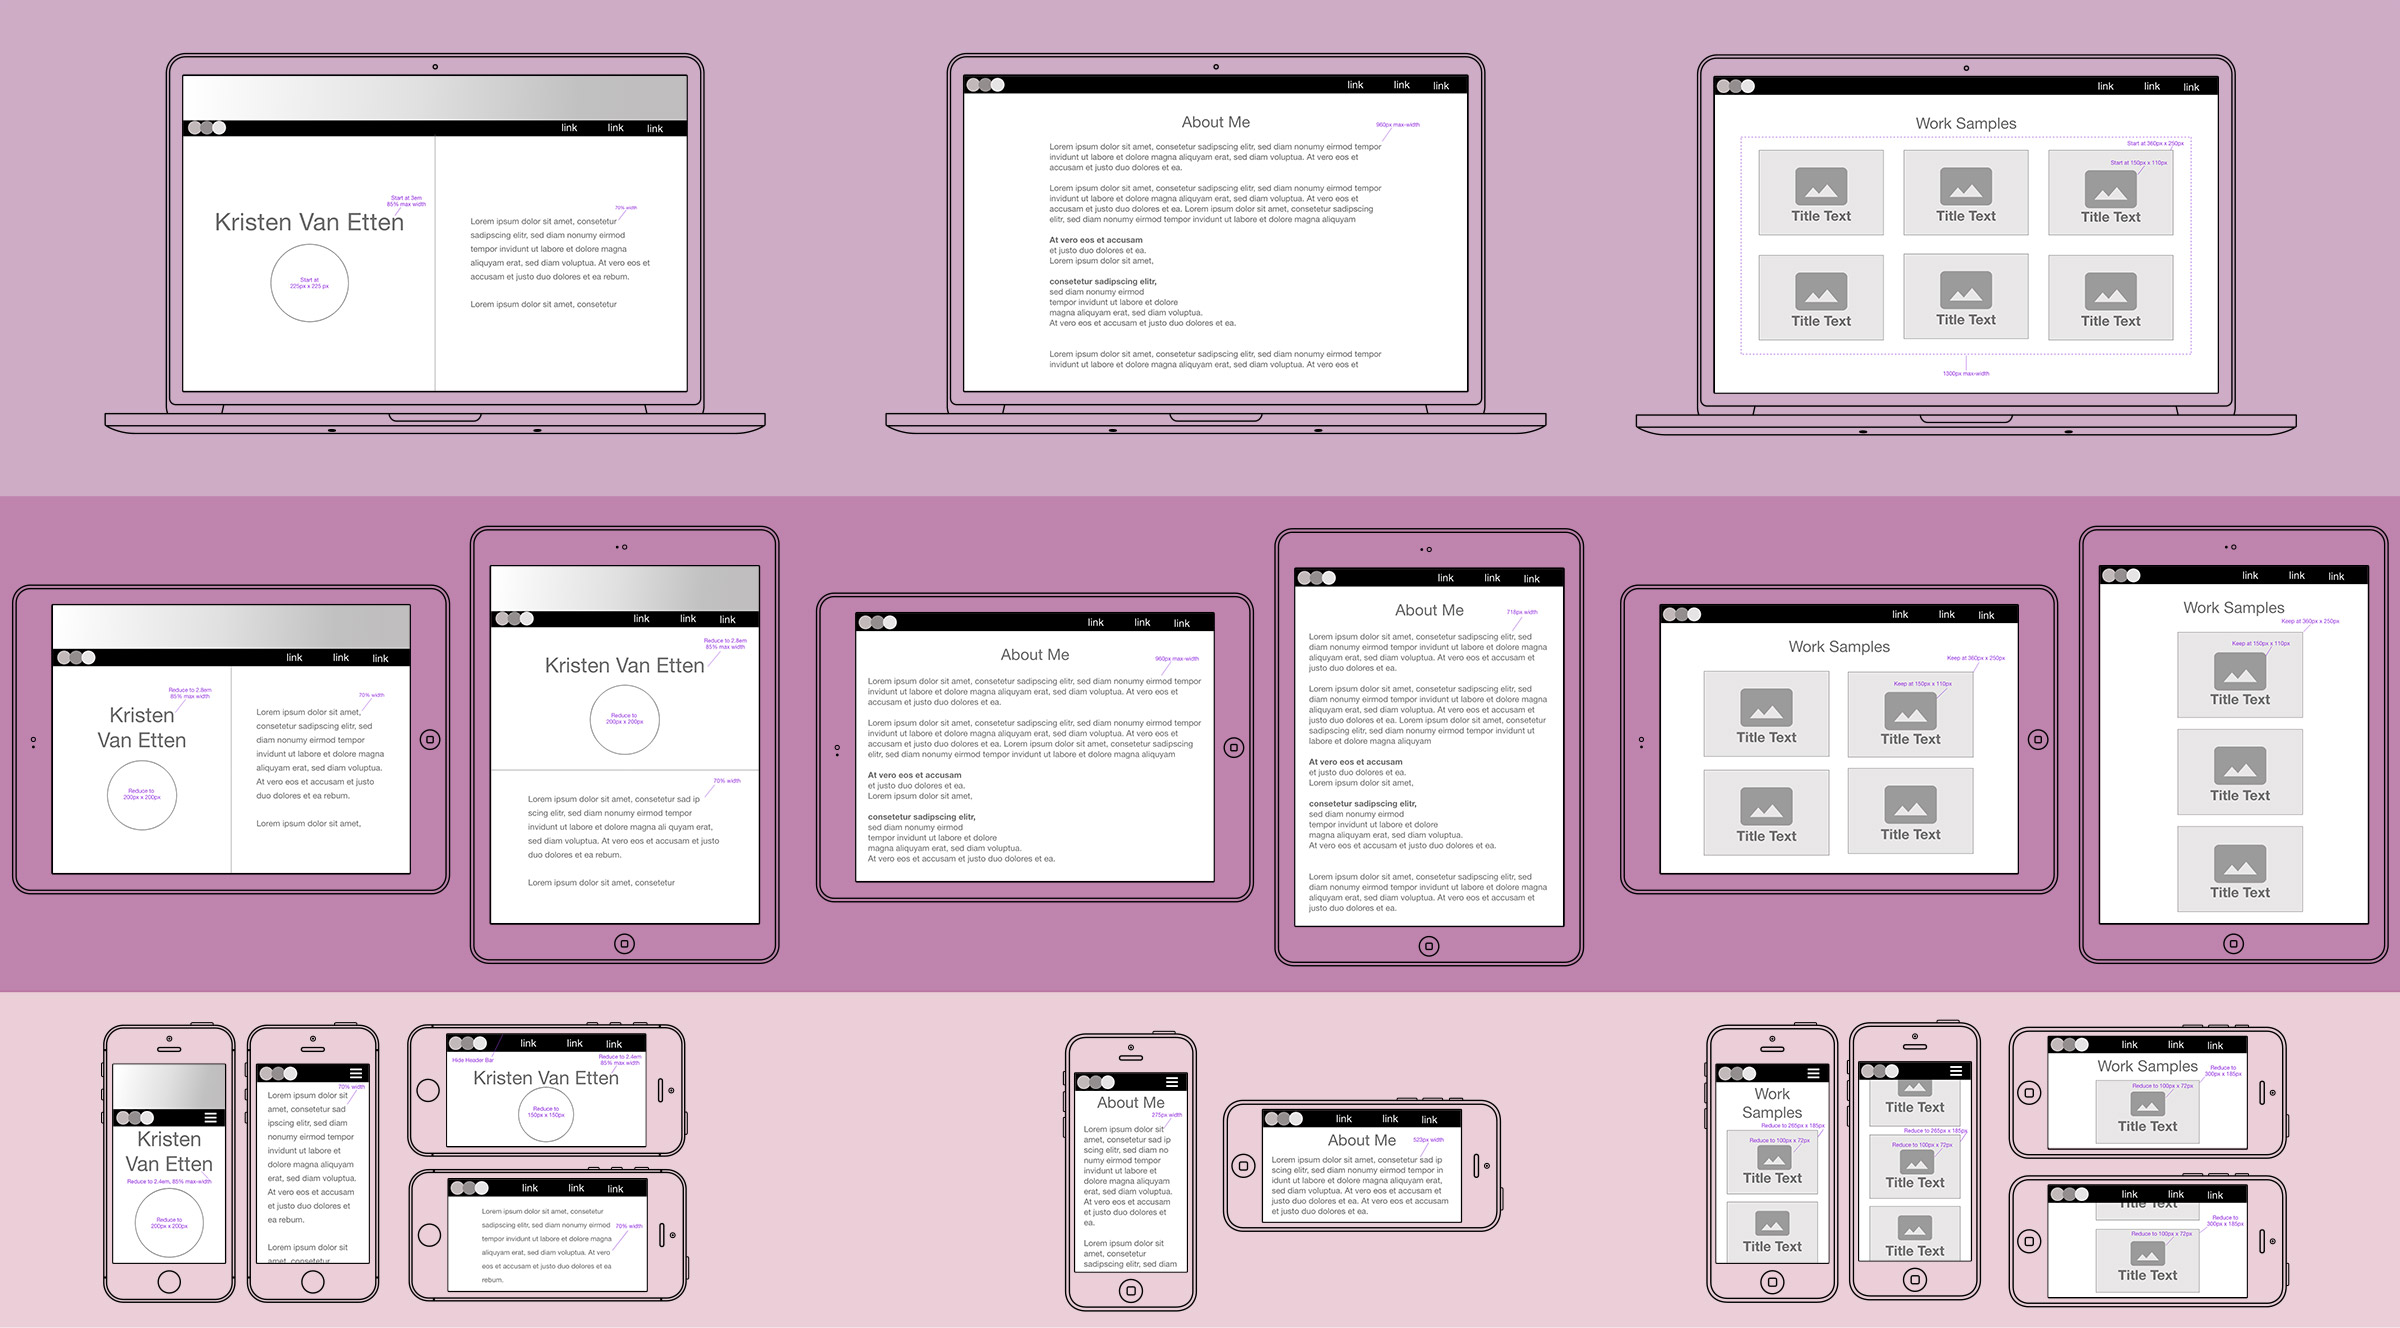 link link link
Start at 3em
85% max width
Kristen Van Etten
Start at
225px x 225 px
70% width
Lorem ipsum dolor sit amet, consetetur
sadipscing elitr, sed diam nonumy eirmod
tempor invidunt ut labore et dolore magna
aliquyam erat, sed diam voluptua. At vero eos et
accusam et justo duo dolores et ea rebum.
Lorem ipsum dolor sit amet, consetetur
link link link
About Me
960px max-width
Lorem ipsum dolor sit amet, consetetur sadipscing elitr, sed diam nonumy eirmod tempor
invidunt ut labore et dolore magna aliquyam erat, sed diam voluptua. At vero eos et
accusam et justo duo dolores et ea.
Lorem ipsum dolor sit amet, consetetur sadipscing elitr, sed diam nonumy eirmod tempor
invidunt ut labore et dolore magna aliquyam erat, sed diam voluptua. At vero eos et
accusam et justo duo dolores et ea. Lorem ipsum dolor sit amet, consetetur sadipscing
elitr, sed diam nonumy eirmod tempor invidunt ut labore et dolore magna aliquyam
At vero eos et accusam
et justo duo dolores et ea.
Lorem ipsum dolor sit amet,
consetetur sadipscing elitr,
sed diam nonumy eirmod
tempor invidunt ut labore et dolore
magna aliquyam erat, sed diam voluptua.
At vero eos et accusam et justo duo dolores et ea.
Lorem ipsum dolor sit amet, consetetur sadipscing elitr, sed diam nonumy eirmod tempor
invidunt ut labore et dolore magna aliquyam erat, sed diam voluptua. At vero eos et
link link link
Work Samples
Start at 360px x 250px
Start at 150px x 110px
Title Text Title Text Title Text
Title Text Title Text Title Text
1300px max-width
link link link
Reduce to 2.8em
85% max width
Kristen
Van Etten
Reduce to
200px x 200px
70% width
Lorem ipsum dolor sit amet,
consetetur sadipscing elitr, sed
diam nonumy eirmod tempor
invidunt ut labore et dolore magna
aliquyam erat, sed diam voluptua.
At vero eos et accusam et justo
duo dolores et ea rebum.
Lorem ipsum dolor sit amet,
link link link
Reduce to 2.8em
85% max width
Kristen Van Etten
Reduce to
200px x 200px
70% width
Lorem ipsum dolor sit amet, consetetur sad ip
scing elitr, sed diam nonumy eirmod tempor
invidunt ut labore et dolore magna ali quyam erat,
sed diam voluptua. At vero eos et accusam et justo
duo dolores et ea rebum.
Lorem ipsum dolor sit amet, consetetur
link link link
About Me
960px max-width
Lorem ipsum dolor sit amet, consetetur sadipscing elitr, sed diam nonumy eirmod tempor
invidunt ut labore et dolore magna aliquyam erat, sed diam voluptua. At vero eos et
accusam et justo duo dolores et ea.
Lorem ipsum dolor sit amet, consetetur sadipscing elitr, sed diam nonumy eirmod tempor
invidunt ut labore et dolore magna aliquyam erat, sed diam voluptua. At vero eos et
accusam et justo duo dolores et ea. Lorem ipsum dolor sit amet, consetetur sadipscing
elitr, sed diam nonumy eirmod tempor invidunt ut labore et dolore magna aliquyam
At vero eos et accusam
et justo duo dolores et ea.
Lorem ipsum dolor sit amet,
consetetur sadipscing elitr,
sed diam nonumy eirmod
tempor invidunt ut labore et dolore
magna aliquyam erat, sed diam voluptua.
At vero eos et accusam et justo duo dolores et ea.
link link link
About Me
718px width
Lorem ipsum dolor sit amet, consetetur sadipscing elitr, sed
diam nonumy eirmod tempor invidunt ut labore et dolore magna
aliquyam erat, sed diam voluptua. At vero eos et accusam et
justo duo dolores et ea.
Lorem ipsum dolor sit amet, consetetur sadipscing elitr, sed
diam nonumy eirmod tempor invidunt ut labore et dolore magna
aliquyam erat, sed diam voluptua. At vero eos et accusam et
justo duo dolores et ea. Lorem ipsum dolor sit amet, consetetur
sadipscing elitr, sed diam nonumy eirmod tempor invidunt ut
labore et dolore magna aliquyam
At vero eos et accusam
et justo duo dolores et ea.
Lorem ipsum dolor sit amet,
consetetur sadipscing elitr,
sed diam nonumy eirmod
tempor invidunt ut labore et dolore
magna aliquyam erat, sed diam voluptua.
At vero eos et accusam et justo duo dolores et ea.
Lorem ipsum dolor sit amet, consetetur sadipscing elitr, sed
diam nonumy eirmod tempor invidunt ut labore et dolore magna
aliquyam erat, sed diam voluptua. At vero eos et accusam et
justo duo dolores et ea.
link link link
Work Samples
Keep at 360px x 250px
Keep at 150px x 110px
Title Text Title Text
Title Text Title Text
link link link
Work Samples
Keep at 360px x 250px
Keep at 150px x 110px
Title Text
Title Text
Title Text
Kristen
Van Etten
Reduce to 2.4em, 85% max-width
Reduce to
200px x 200px
70% width
Lorem ipsum dolor sit
amet, consetetur sad
ipscing elitr, sed diam
nonumy eirmod tempor
invidunt ut labore et
dolore magna aliquyam
erat, sed diam voluptua.
At vero eos et accusam
et justo duo dolores et
ea rebum.
Lorem ipsum dolor sit
amet, consetetur
link link link
Hide Header Bar
Reduce to 2.4em
85% max width
Kristen Van Etten
Reduce to
150px x 150px
link link link
Lorem ipsum dolor sit amet, consetetur
sadipscing elitr, sed diam nonumy eirmod
70% width
tempor invidunt ut labore et dolore magna
aliquyam erat, sed diam voluptua. At vero
eos et accusam et justo duo dolores et ea
rebum.
About Me
275px width
Lorem ipsum dolor sit
amet, consetetur sad ip
scing elitr, sed diam no
numy eirmod tempor
invidunt ut labore et
dolore magna aliquyam
erat, sed diam voluptua.
At vero eos et accusam
et justo duo dolores et
ea.
Lorem ipsum dolor sit
amet, consetetur
sadipscing elitr, sed diam
link link link
About Me
523px width
Lorem ipsum dolor sit amet, consetetur sad ip
scing elitr, sed diam nonumy eirmod tempor in
vidunt ut labore et dolore magna aliquyam erat,
sed diam voluptua. At vero eos et accusam et
justo duo dolores et ea. At vero eos et accusam
et justo duo dolores et ea.
Work
Samples
Reduce to 265px x 185px
Reduce to 100px x 72px
Title Text
Title Text
Title Text
Reduce to 265px x 185px
Reduce to 100px x 72px
Title Text
Title Text
link link link
Work Samples
Reduce to
300px x 185px
Reduce to 100px x 72px
Title Text
link link link
Title Text
Reduce to
300px x 185px
Reduce to 100px x 72px
Title Text